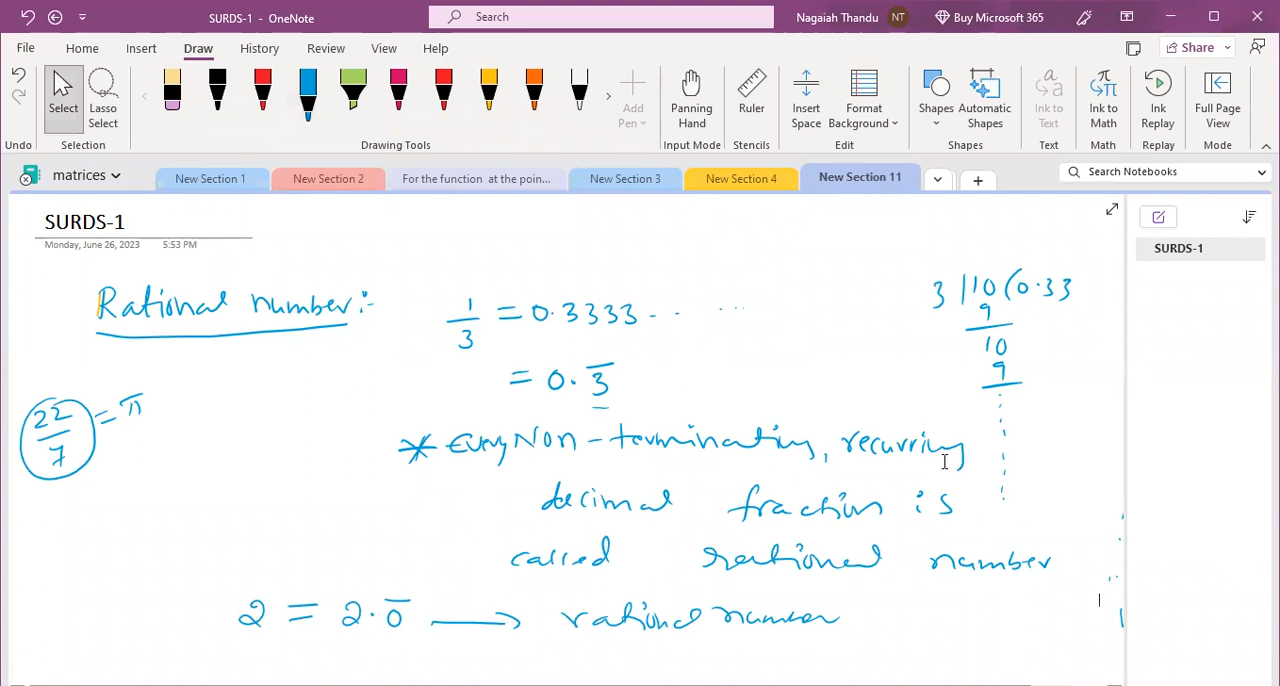 SURDS-1 - OneNote
Search
Nagaiah Thandu NT
Buy Microsoft 365
File Home Insert Draw History Review View Help
Share
Select
Lasso Select
Add Pen
Panning Hand
Ruler
Insert Space
Format Background
Shapes
Automatic Shapes
Ink to Text
Ink to Math
Ink Replay
Full Page View
Undo Selection Drawing Tools Input Mode Stencils Edit Shapes Text Math Replay Mode
matrices
New Section 1
New Section 2
For the function at the poin...
New Section 3
New Section 4
New Section 11
Search Notebooks
SURDS-1
Monday, June 26, 2023 5:53 PM
SURDS-1
Rational number:-
1/3 = 0.3333- . . . .
3 |10 (0.33
9
10
9
= 0.3̅
22/7 = π
* Every Non-terminating, recurring
decimal fraction is
called rational number
2 = 2.0̅ → rational number